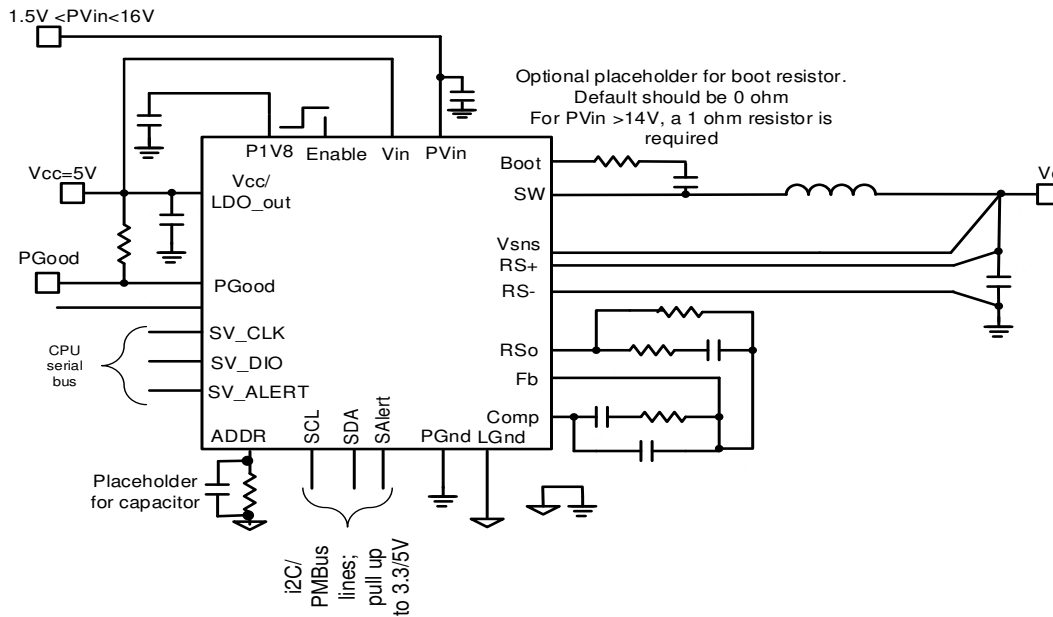 1.5V <PVin<16V
Optional placeholder for boot resistor.
Default should be 0 ohm
For PVin >14V, a 1 ohm resistor is
required
P1V8
Enable
Vin
PVin
Boot
Vcc=5V
Vcc/
LDO_out
SW
Vsns
RS+
PGood
PGood
RS-
SV_CLK
CPU
serial
bus
SV_DIO
SV_ALERT
RSo
Fb
Comp
ADDR
SCL
SDA
SAlert
PGnd
LGnd
Placeholder
for capacitor
i2C/
PMBus
lines;
pull up
to 3.3/5V